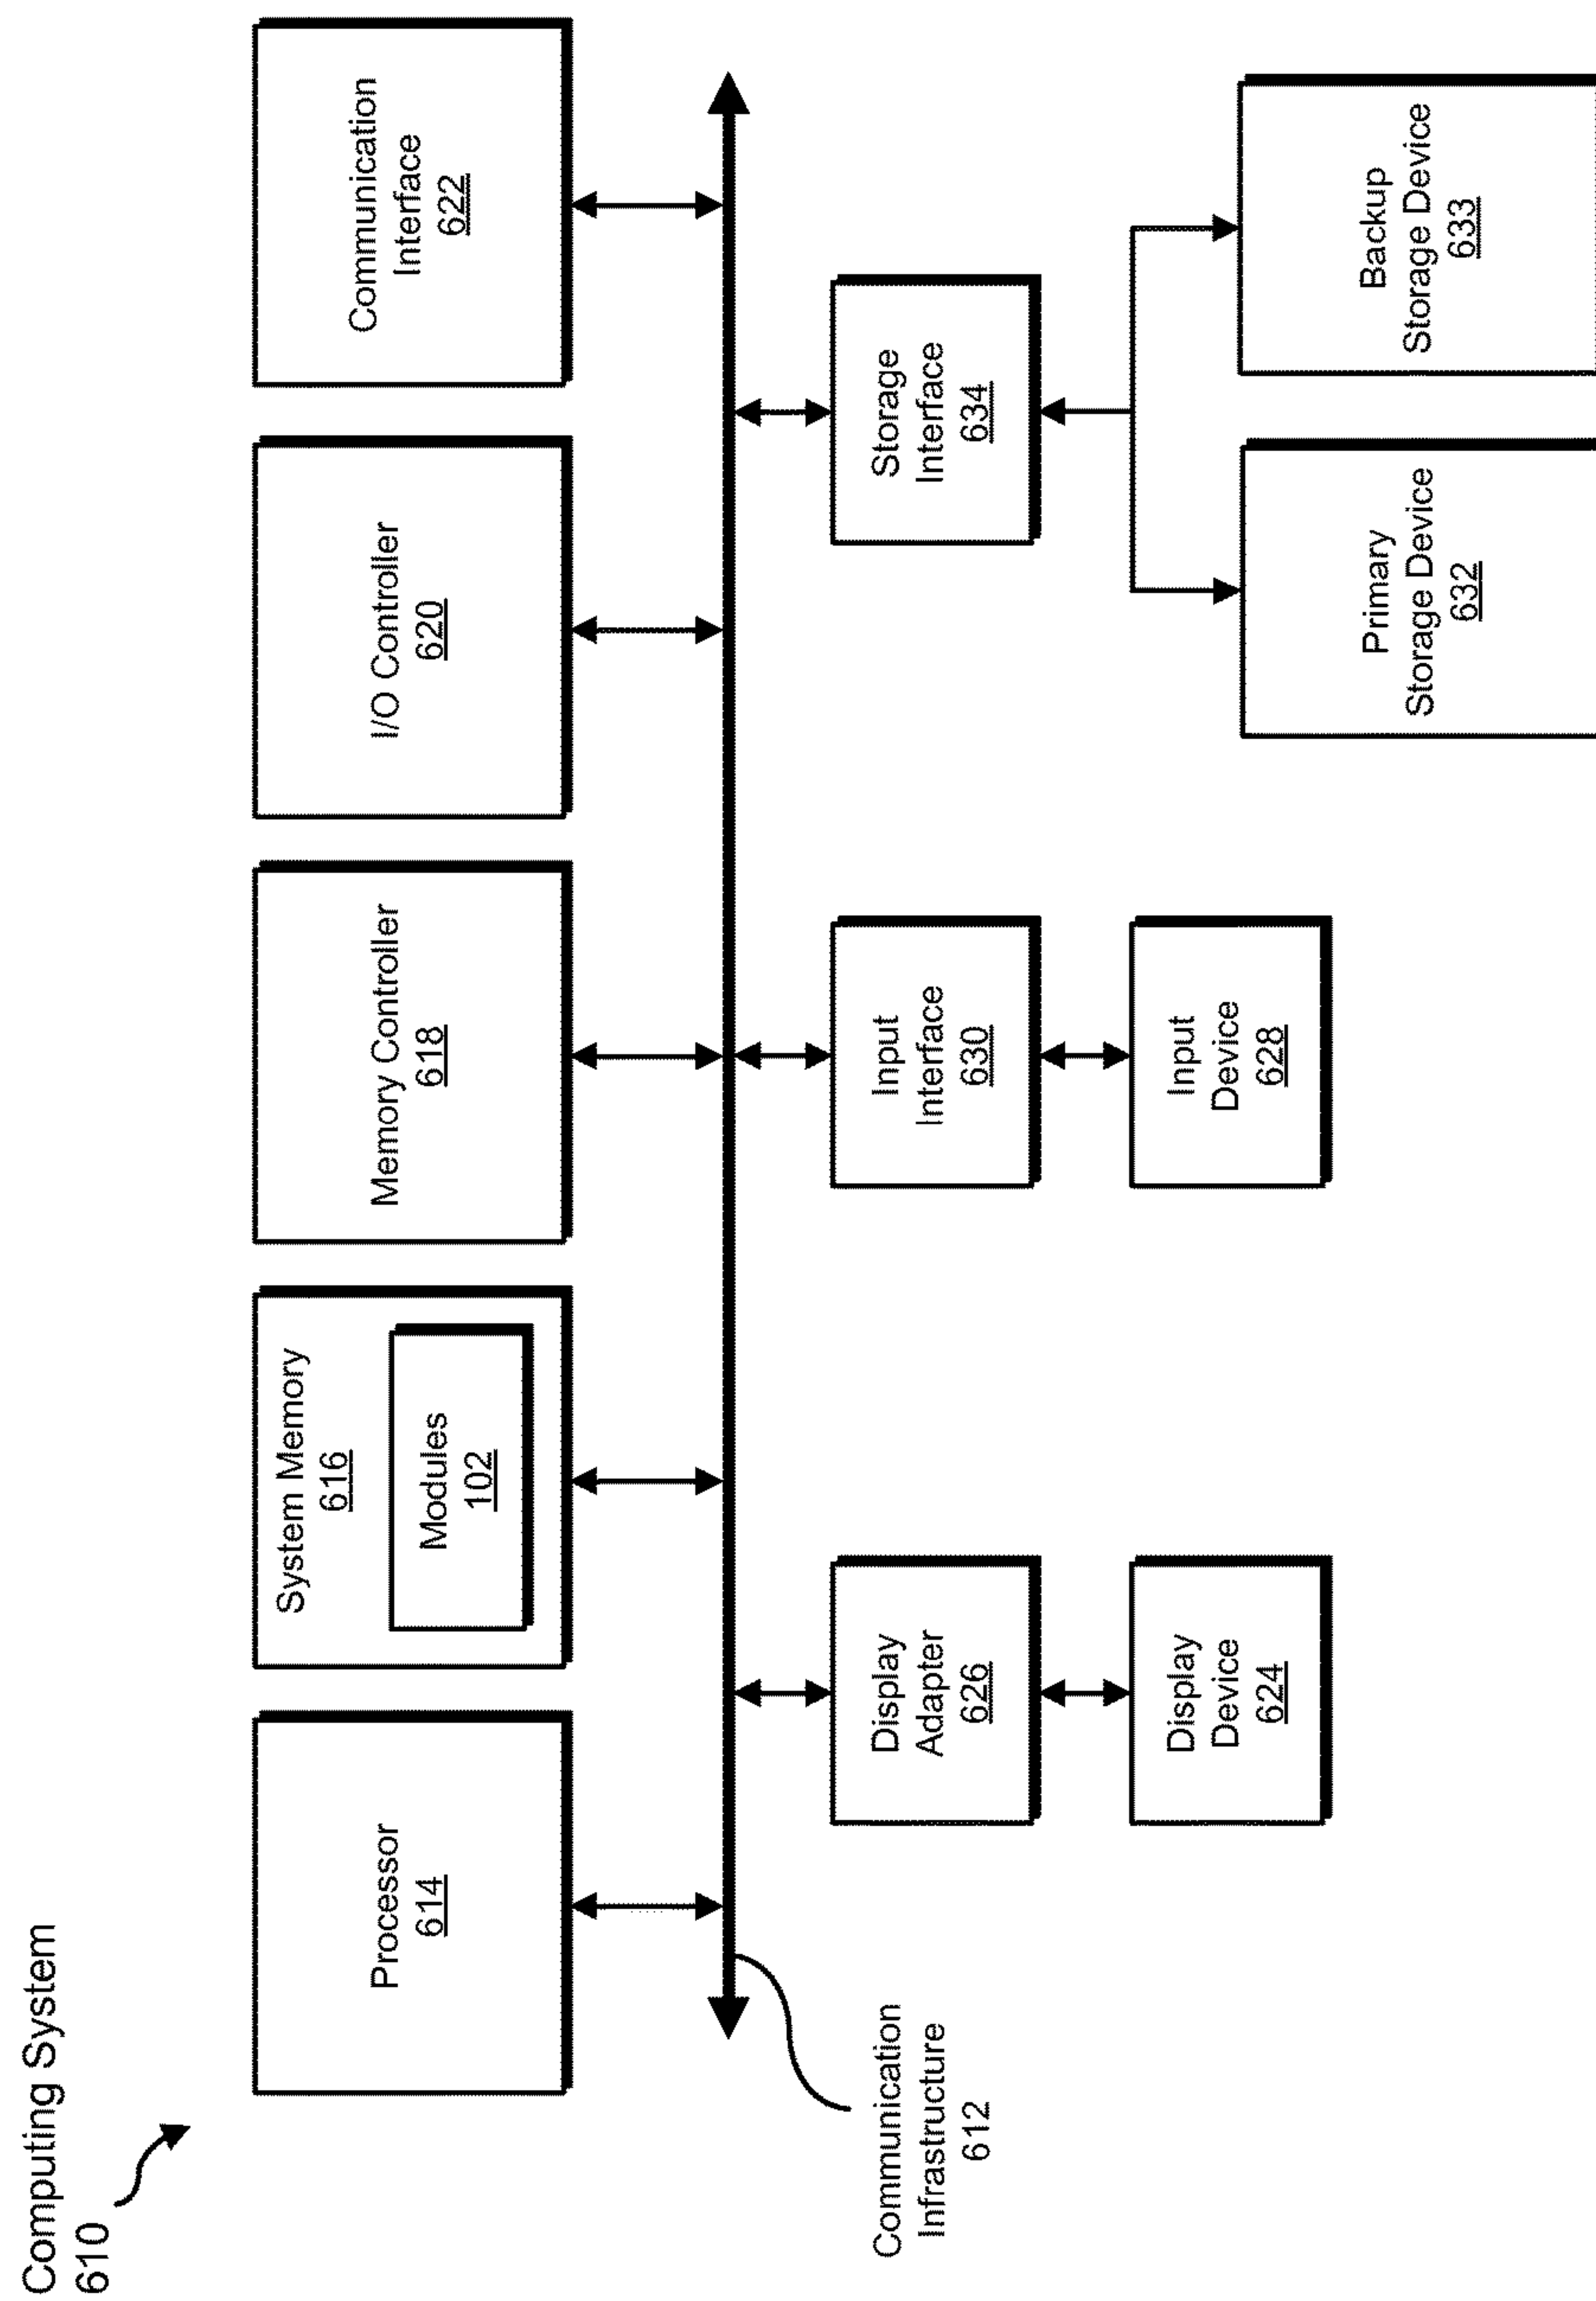 Computing System
610
Processor
614
System Memory
616
Modules
102
Memory Controller
618
I/O Controller
620
Communication
Interface
622
Communication
Infrastructure
612
Display
Adapter
626
Input
Interface
630
Storage
Interface
634
Display
Device
624
Input
Device
628
Primary
Storage Device
632
Backup
Storage Device
633